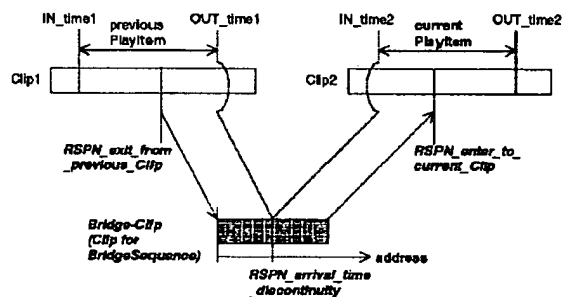 IN_time1
previous
PlayItem
OUT_time1
IN_time2
current
PlayItem
OUT_time2
Clip1
Clip2
RSPN_exit_from
_previous_Clip
RSPN_enter_to_
current_Clip
Bridge-Clip
(Clip for
BridgeSequence)
address
RSPN_arrival_time
_discontinuity